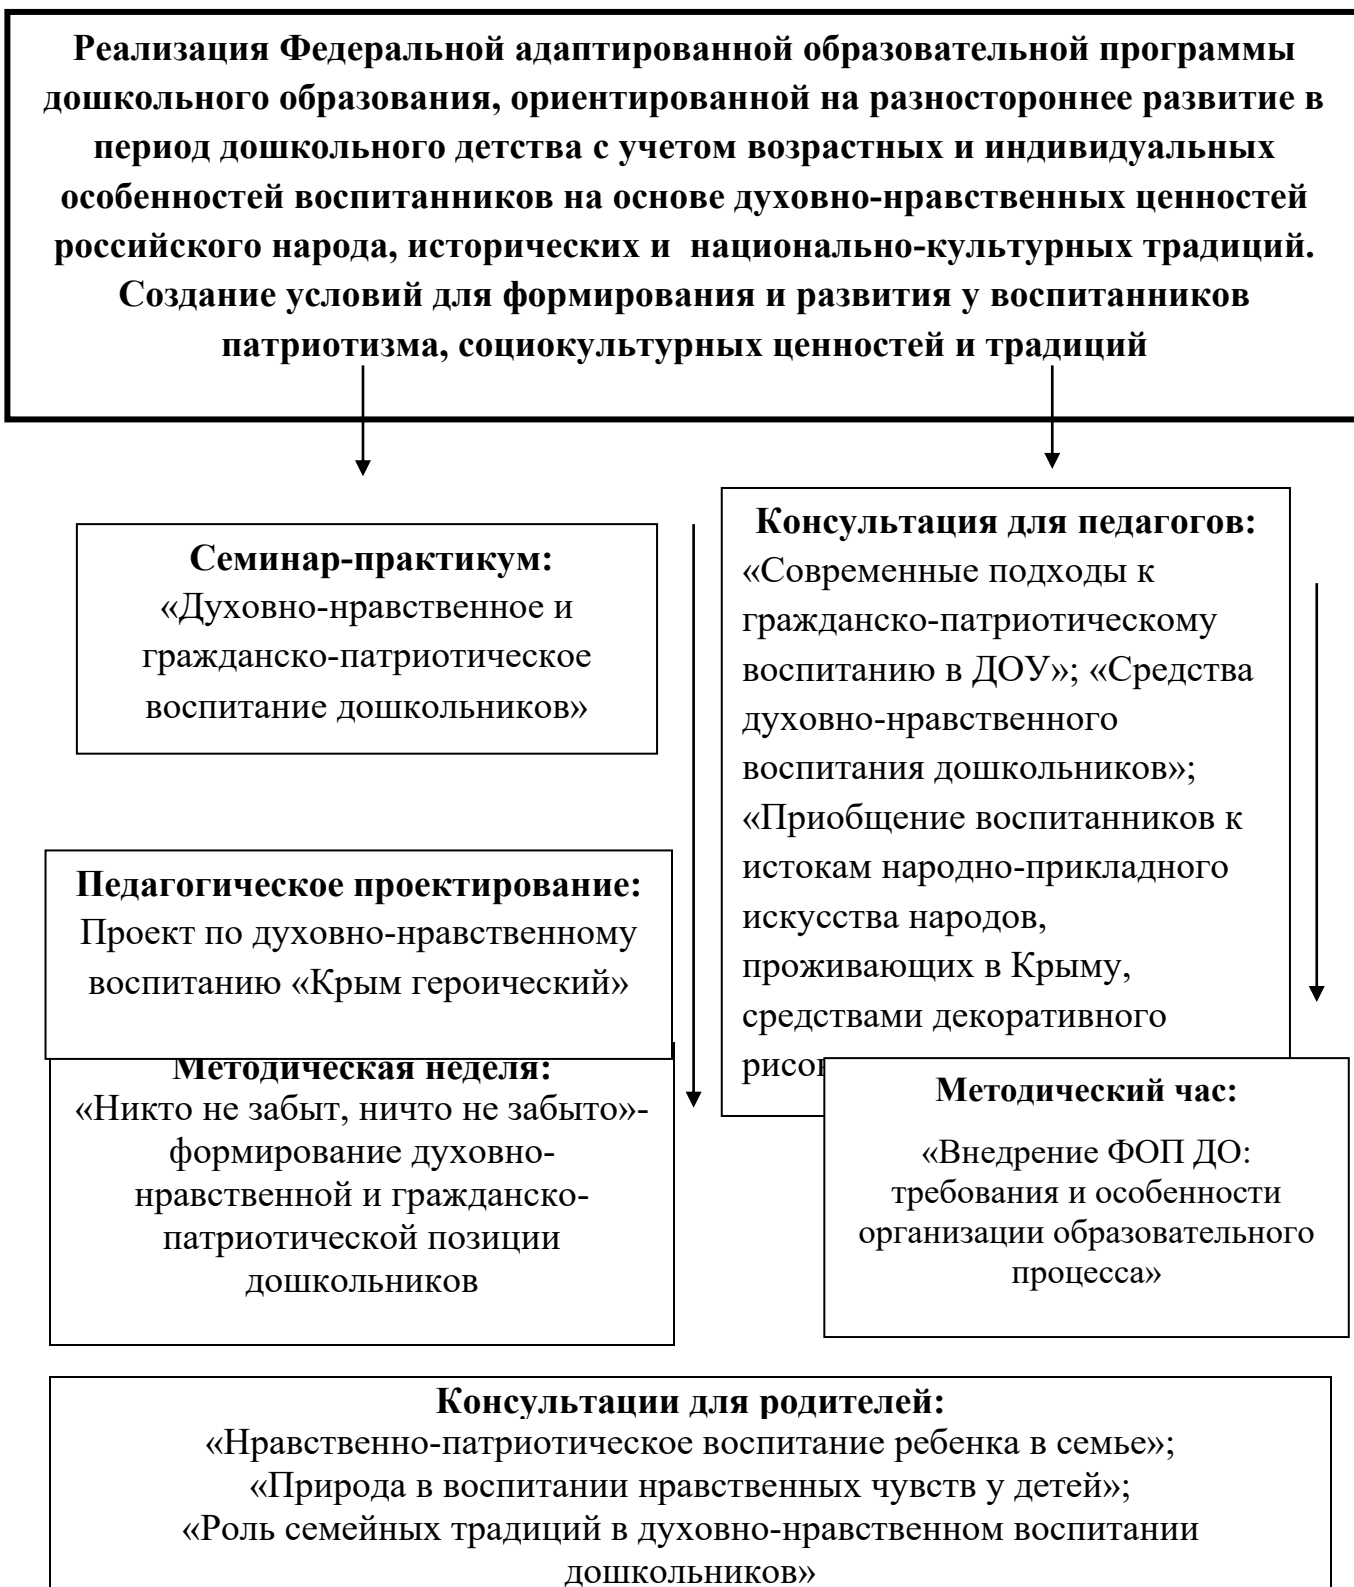 Реализация Федеральной адаптированной образовательной программы
дошкольного образования, ориентированной на разностороннее развитие в
период дошкольного детства с учетом возрастных и индивидуальных
особенностей воспитанников на основе духовно-нравственных ценностей
российского народа, исторических и национально-культурных традиций.
Создание условий для формирования и развития у воспитанников
патриотизма, социокультурных ценностей и традиций
Семинар-практикум:
«Духовно-нравственное и
гражданско-патриотическое
воспитание дошкольников»
Консультация для педагогов:
«Современные подходы к
гражданско-патриотическому
воспитанию в ДОУ»; «Средства
духовно-нравственного
воспитания дошкольников»;
«Приобщение воспитанников к
истокам народно-прикладного
искусства народов,
проживающих в Крыму,
средствами декоративного
Педагогическое проектирование:
Проект по духовно-нравственному
воспитанию «Крым героический»
Методическая неделя:
«Никто не забыт, ничто не забыто»-
формирование духовно-
нравственной и гражданско-
патриотической позиции
дошкольников
Методический час:
«Внедрение ФОП ДО:
требования и особенности
организации образовательного
процесса»
Консультации для родителей:
«Нравственно-патриотическое воспитание ребенка в семье»;
«Природа в воспитании нравственных чувств у детей»;
«Роль семейных традиций в духовно-нравственном воспитании
дошкольников»